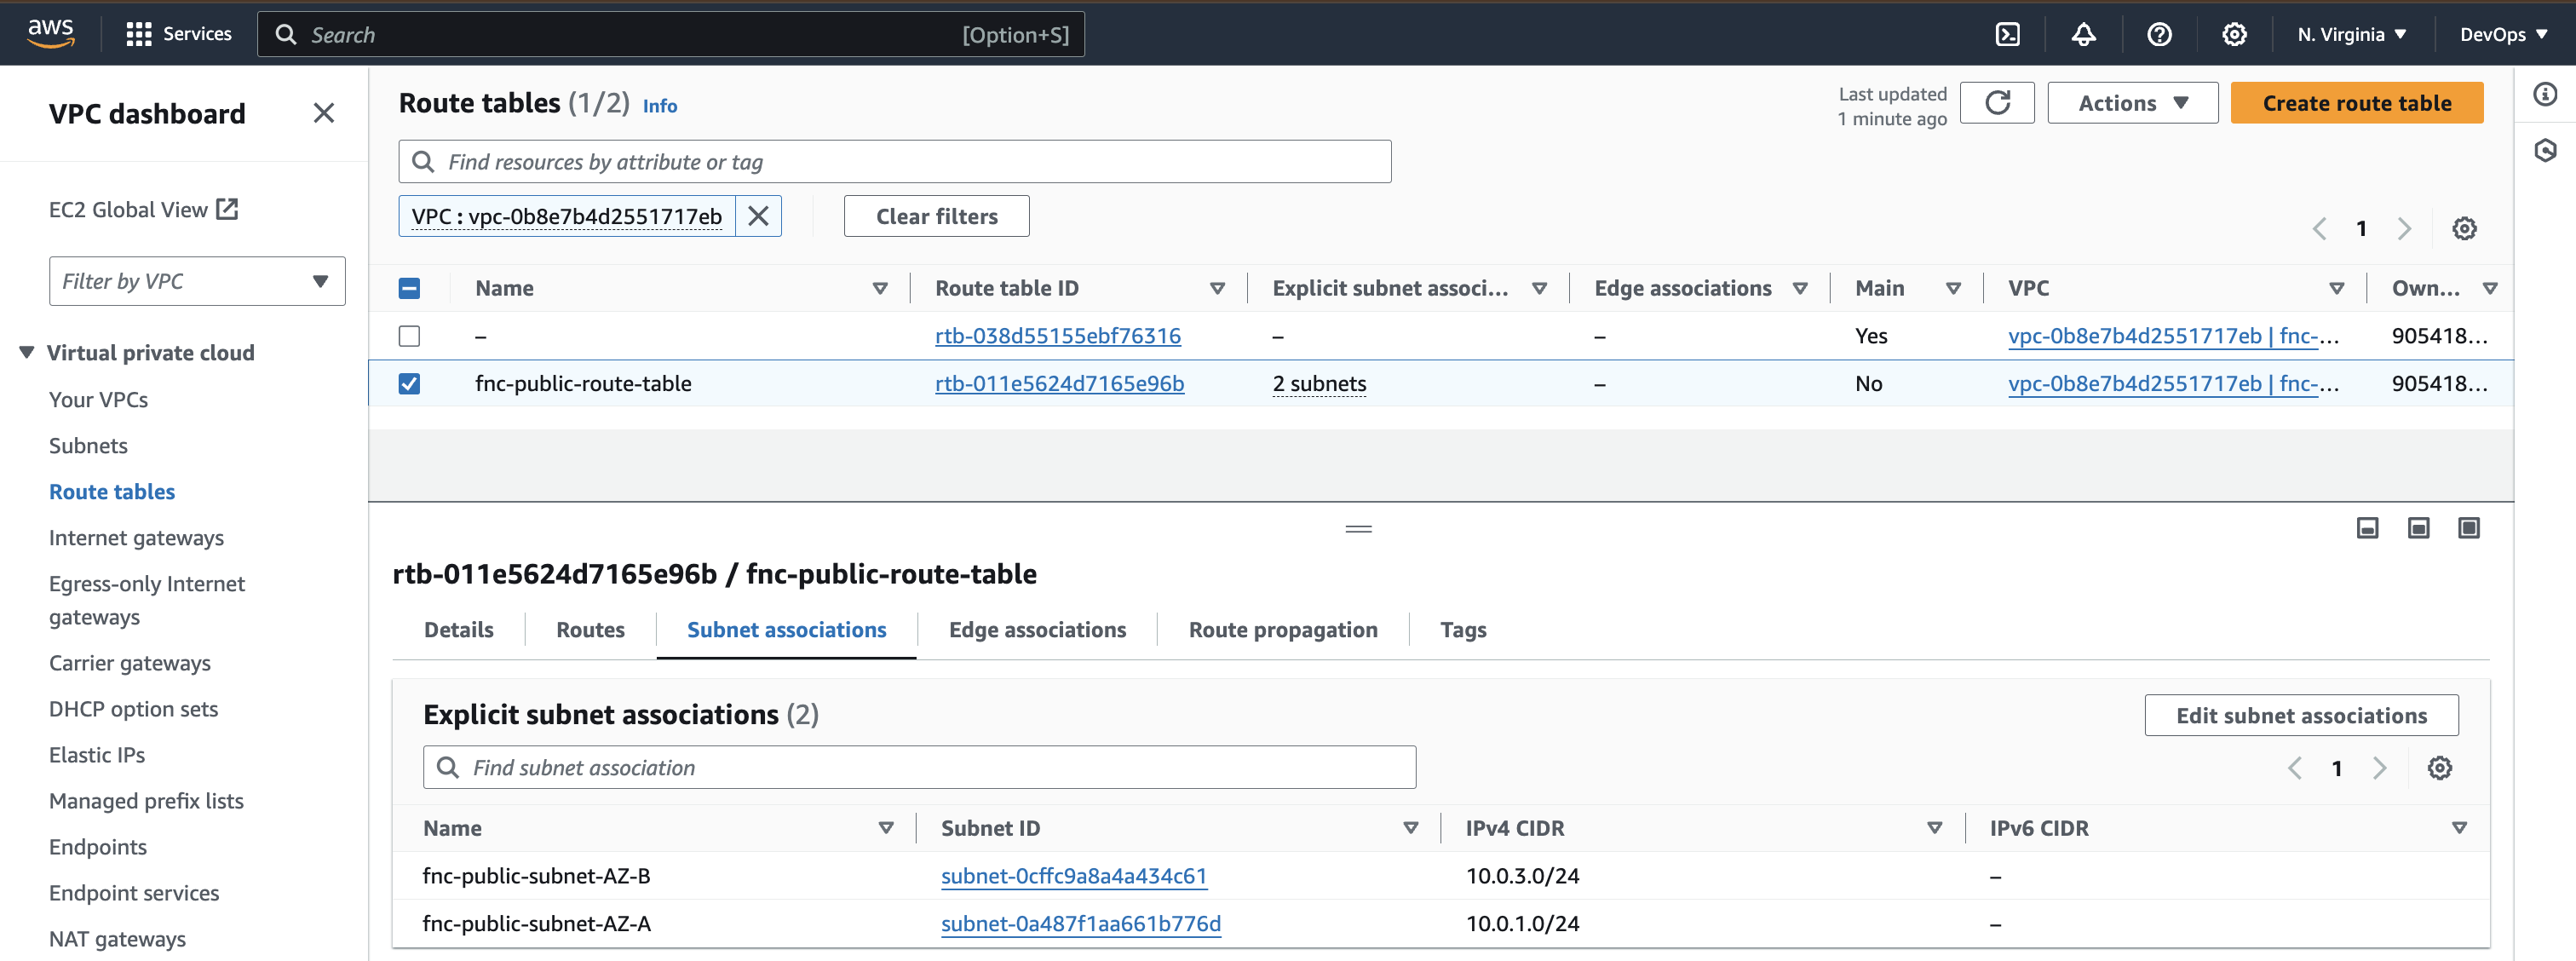 aws
Services
Search
[Option+S]
N. Virginia
DevOps
VPC dashboard
EC2 Global View
Filter by VPC
Virtual private cloud
Your VPCs
Subnets
Route tables
Internet gateways
Egress-only Internet
gateways
Carrier gateways
DHCP option sets
Elastic IPs
Managed prefix lists
Endpoints
Endpoint services
NAT gateways
Route tables (1/2) Info
Last updated
1 minute ago
Actions
Create route table
Find resources by attribute or tag
VPC : vpc-0b8e7b4d2551717eb
Clear filters
1
Name Route table ID Explicit subnet associ... Edge associations Main VPC Own...
– rtb-038d55155ebf76316 – – Yes vpc-0b8e7b4d2551717eb | fnc-... 905418...
fnc-public-route-table rtb-011e5624d7165e96b 2 subnets – No vpc-0b8e7b4d2551717eb | fnc-... 905418...
rtb-011e5624d7165e96b / fnc-public-route-table
Details Routes Subnet associations Edge associations Route propagation Tags
Explicit subnet associations (2)
Edit subnet associations
Find subnet association
1
Name Subnet ID IPv4 CIDR IPv6 CIDR
fnc-public-subnet-AZ-B subnet-0cffc9a8a4a434c61 10.0.3.0/24 –
fnc-public-subnet-AZ-A subnet-0a487f1aa661b776d 10.0.1.0/24 –